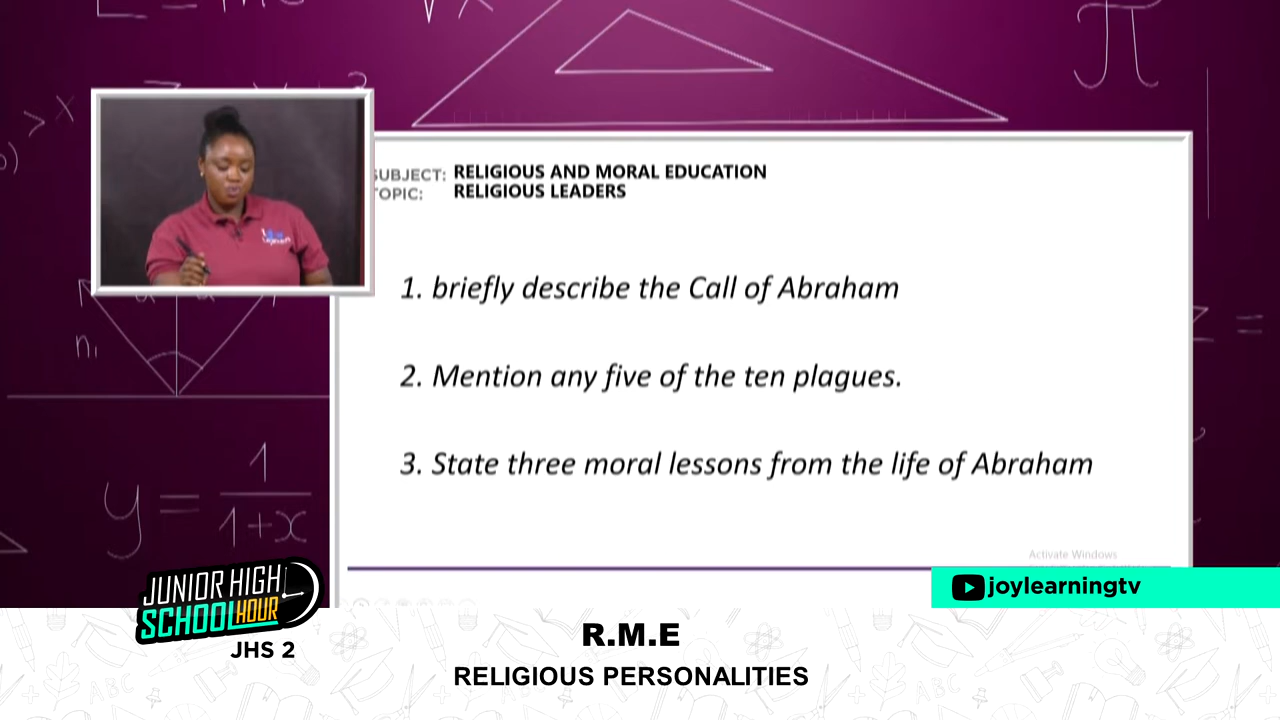 SUBJECT: RELIGIOUS AND MORAL EDUCATION
TOPIC: RELIGIOUS LEADERS
1. briefly describe the Call of Abraham
2. Mention any five of the ten plagues.
3. State three moral lessons from the life of Abraham
y = 1/1+x
π
Activate Windows
joylearningtv
JUNIOR HIGH
SCHOOL HOUR
JHS 2
R.M.E
RELIGIOUS PERSONALITIES